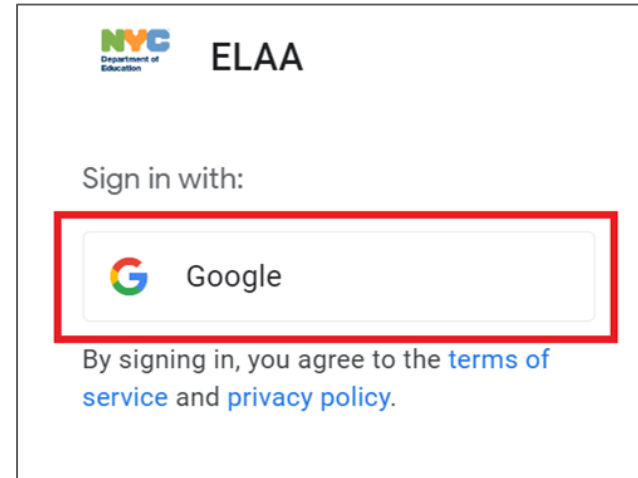 NYC
Department of
Education
ELAA
Sign in with:
Google
By signing in, you agree to the terms of
service and privacy policy.